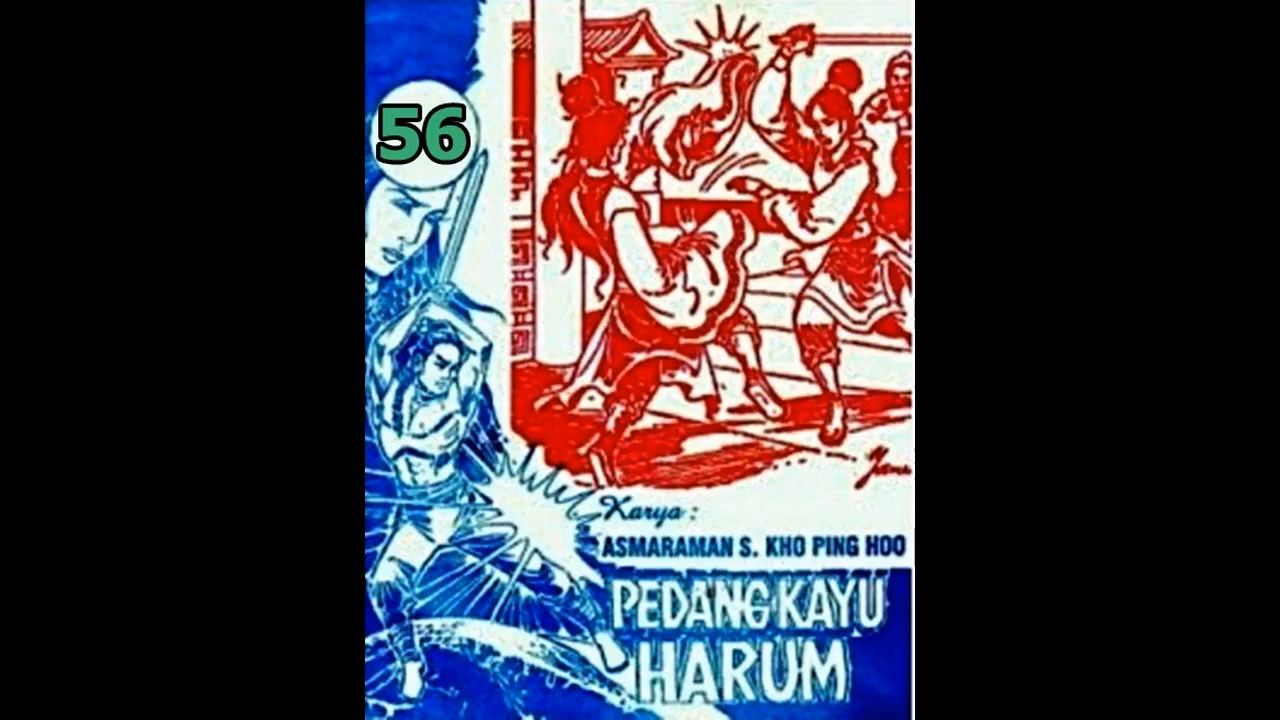 56
Karya :
ASMARAMAN S. KHO PING HOO
PEDANG KAYU
HARUM